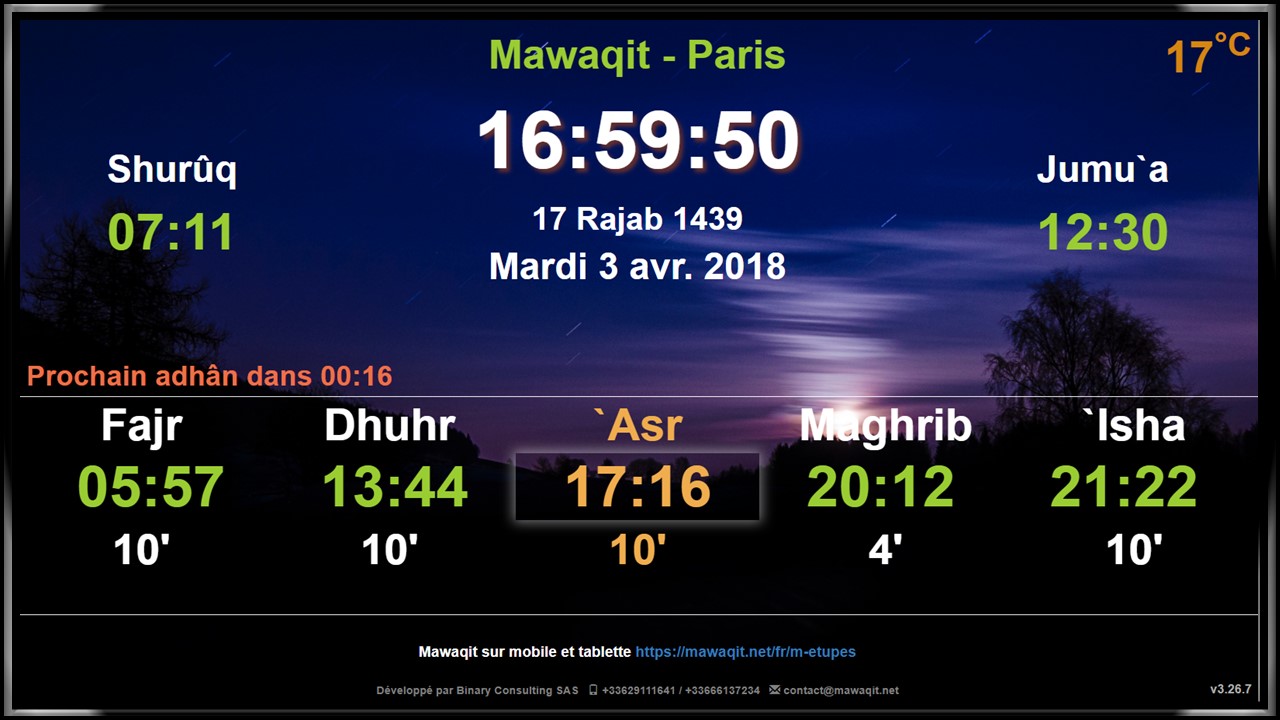 Mawaqit - Paris
17°C
16:59:50
Shurûq
07:11
Jumu`a
12:30
17 Rajab 1439
Mardi 3 avr. 2018
Prochain adhân dans 00:16
Fajr Dhuhr `Asr Maghrib `Isha
05:57 13:44 17:16 20:12 21:22
10' 10' 10' 4' 10'
Mawaqit sur mobile et tablette https://mawaqit.net/fr/m-etupes
Développé par Binary Consulting SAS +33629111641 / +33666137234 contact@mawaqit.net
v3.26.7